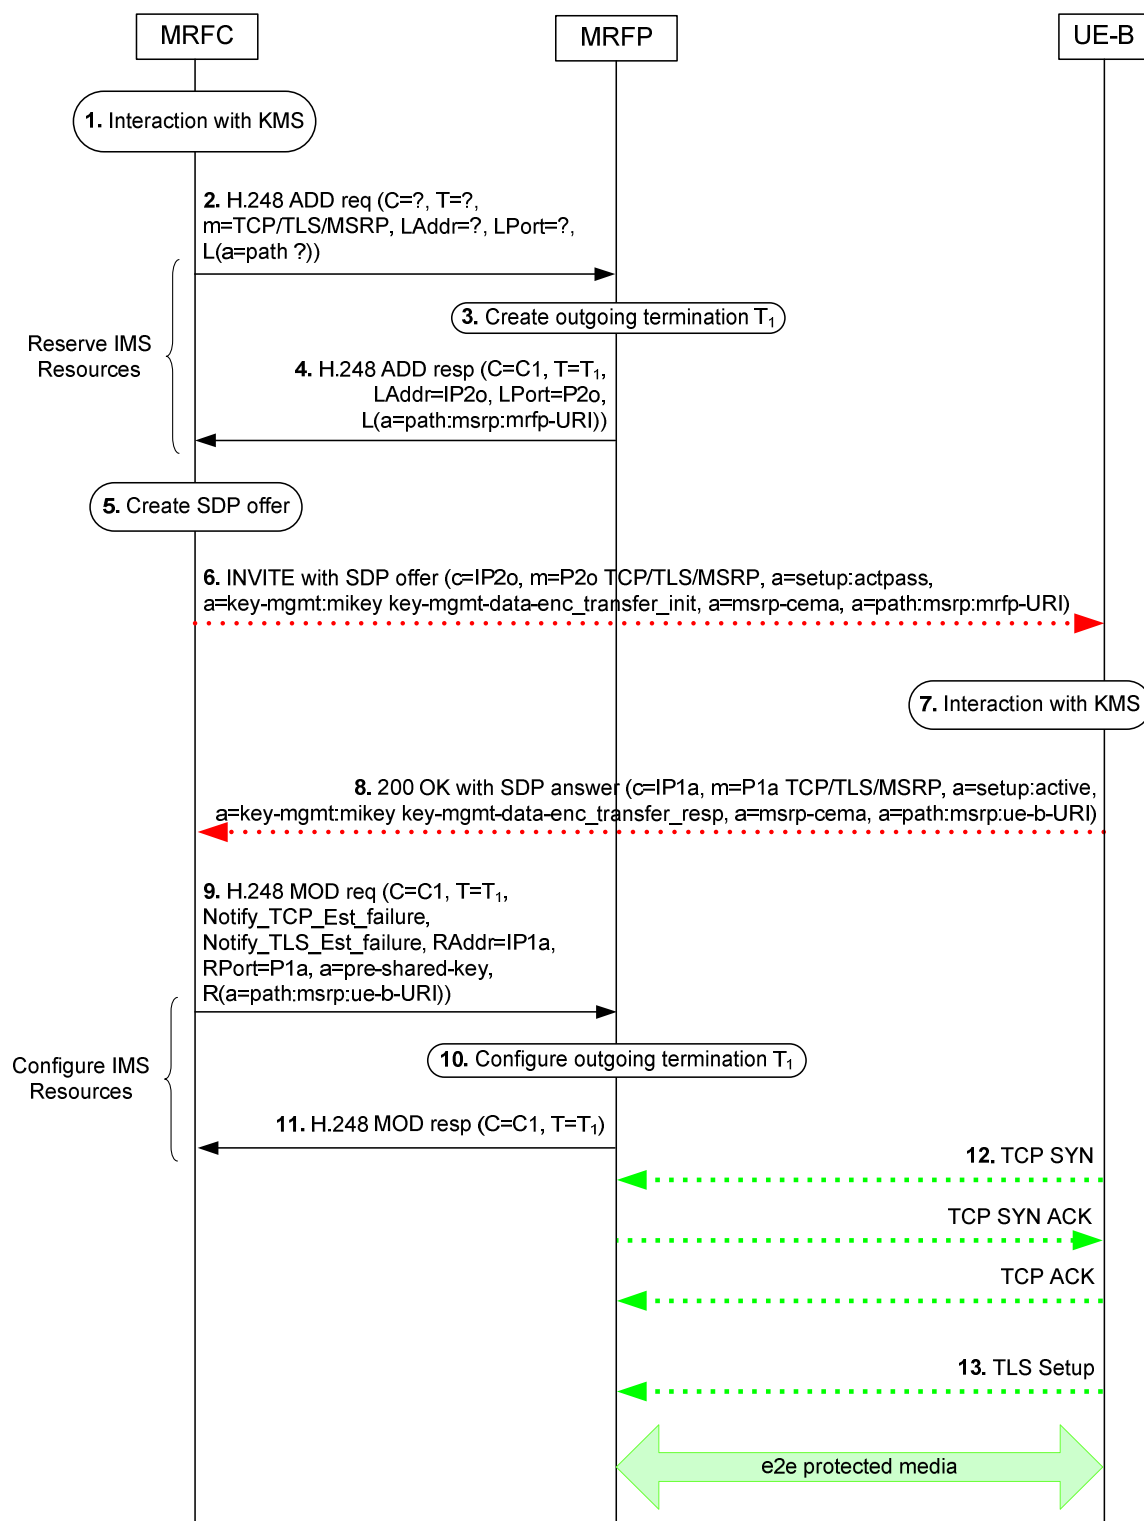 MRFC
MRFP
UE-B
1. Interaction with KMS
2. H.248 ADD req (C=?, T=?,
m=TCP/TLS/MSRP, LAddr=?, LPort=?,
L(a=path ?))
3. Create outgoing termination T₁
Reserve IMS
Resources
4. H.248 ADD resp (C=C1, T=T₁,
LAddr=IP2o, LPort=P2o,
L(a=path:msrp:mrfp-URI))
5. Create SDP offer
6. INVITE with SDP offer (c=IP2o, m=P2o TCP/TLS/MSRP, a=setup:actpass,
a=key-mgmt:mikey key-mgmt-data-enc_transfer_init, a=msrp-cema, a=path:msrp:mrfp-URI)
7. Interaction with KMS
8. 200 OK with SDP answer (c=IP1a, m=P1a TCP/TLS/MSRP, a=setup:active,
a=key-mgmt:mikey key-mgmt-data-enc_transfer_resp, a=msrp-cema, a=path:msrp:ue-b-URI)
9. H.248 MOD req (C=C1, T=T₁,
Notify_TCP_Est_failure,
Notify_TLS_Est_failure, RAddr=IP1a,
RPort=P1a, a=pre-shared-key,
R(a=path:msrp:ue-b-URI))
10. Configure outgoing termination T₁
Configure IMS
Resources
11. H.248 MOD resp (C=C1, T=T₁)
12. TCP SYN
TCP SYN ACK
TCP ACK
13. TLS Setup
e2e protected media